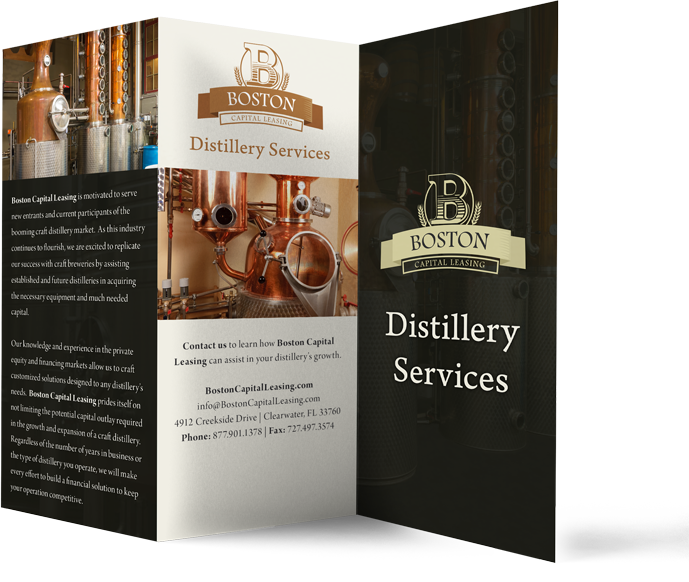 Boston Capital Leasing is motivated to serve
new entrants and current participants of the
booming craft distillery market. As this industry
continues to flourish, we are excited to replicate
our success with craft breweries by assisting
established and future distilleries in acquiring
the necessary equipment and much needed
capital.
Our knowledge and experience in the private
equity and financing markets allow us to craft
customized solutions designed to any distillery's
needs. Boston Capital Leasing prides itself on
not limiting the potential capital outlay required
in the growth and expansion of a craft distillery.
Regardless of the number of years in business or
the type of distillery you operate, we will make
every effort to build a financial solution to keep
your operation competitive.
B
BOSTON
CAPITAL LEASING
Distillery Services
Contact us to learn how Boston Capital
Leasing can assist in your distillery's growth.
BostonCapitalLeasing.com
info@BostonCapitalLeasing.com
4912 Creekside Drive | Clearwater, FL 33760
Phone: 877.901.1378 | Fax: 727.497.3574
B
BOSTON
CAPITAL LEASING
Distillery
Services